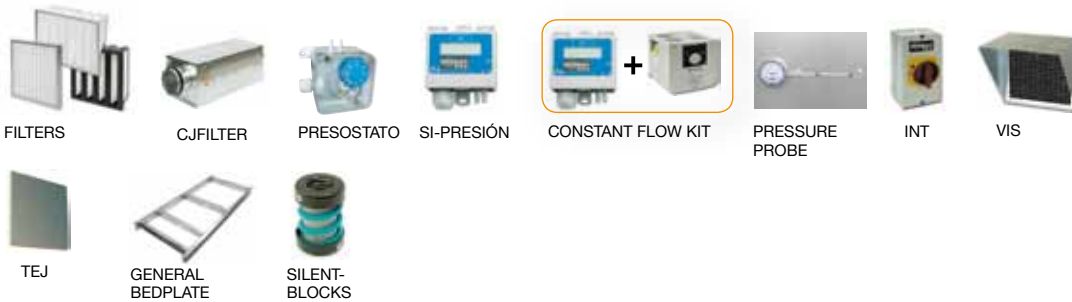 FILTERS
CJFILTER
PRESOSTATO
SI-PRESIÓN
+
CONSTANT FLOW KIT
PRESSURE
PROBE
INT
VIS
TEJ
GENERAL
BEDPLATE
SILENT-
BLOCKS